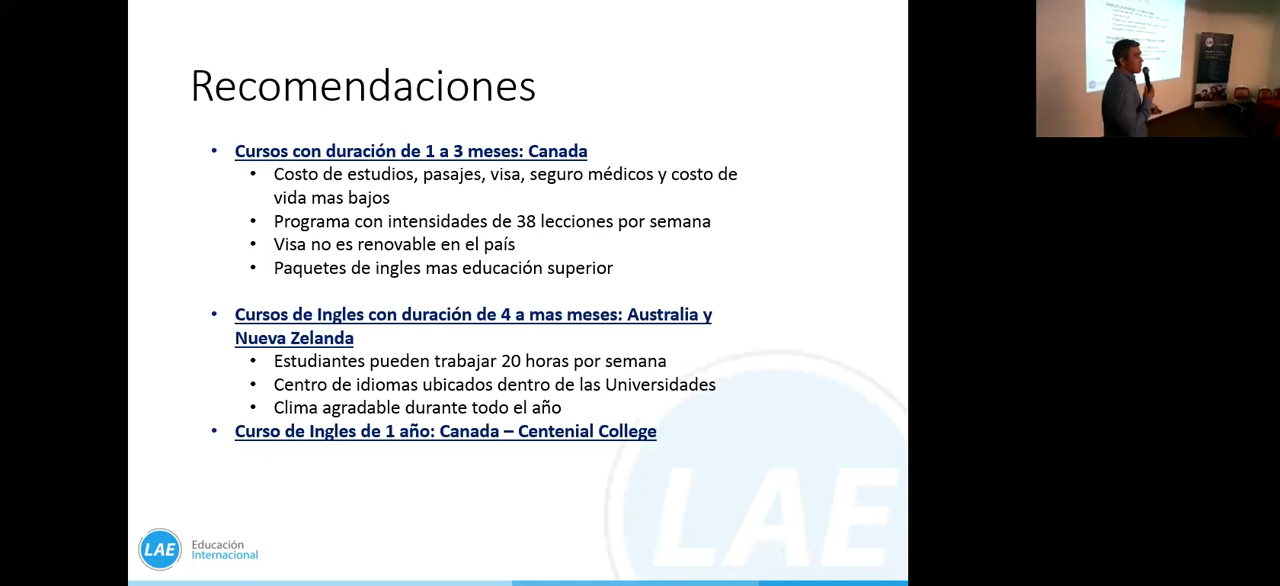 Recomendaciones
• Cursos con duración de 1 a 3 meses: Canada
• Costo de estudios, pasajes, visa, seguro médicos y costo de
vida mas bajos
• Programa con intensidades de 38 lecciones por semana
• Visa no es renovable en el país
• Paquetes de ingles mas educación superior
• Cursos de Ingles con duración de 4 a mas meses: Australia y
Nueva Zelanda
• Estudiantes pueden trabajar 20 horas por semana
• Centro de idiomas ubicados dentro de las Universidades
• Clima agradable durante todo el año
• Curso de Ingles de 1 año: Canada – Centenial College
LAE
LAE
Educación
Internacional